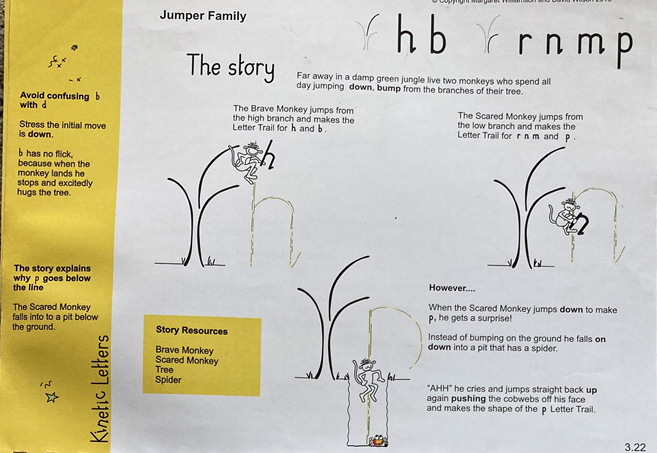 © Copyright Margaret Williamson and David Wilson
Jumper Family
h b r n m p
The story
Far away in a damp green jungle live two monkeys who spend all
day jumping down, bump from the branches of their tree.
Avoid confusing b
with d
Stress the initial move
is down.
b has no flick,
because when the
monkey lands he
stops and excitedly
hugs the tree.
The story explains
why p goes below
the line
The Scared Monkey
falls into to a pit below
the ground.
Kinetic Letters
The Brave Monkey jumps from
the high branch and makes the
Letter Trail for h and b.
h
The Scared Monkey jumps from
the low branch and makes the
Letter Trail for r n m and p.
n
Story Resources
Brave Monkey
Scared Monkey
Tree
Spider
However....
When the Scared Monkey jumps down to make
p, he gets a surprise!
Instead of bumping on the ground he falls on
down into a pit that has a spider.
"AHH" he cries and jumps straight back up
again pushing the cobwebs off his face
and makes the shape of the p Letter Trail.
3.22